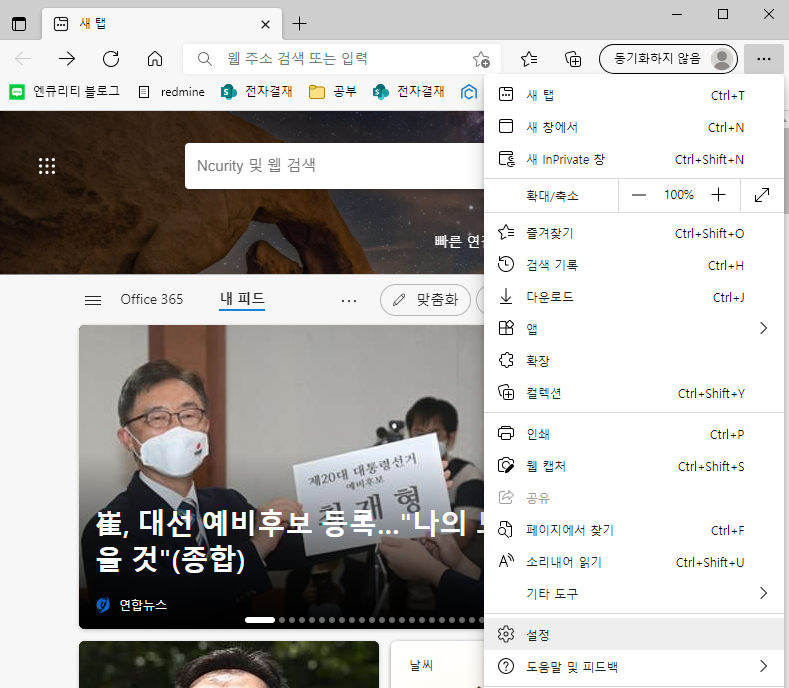 새 탭
웹 주소 검색 또는 입력
동기화하지 않음
엔큐리티 블로그
redmine
전자결재
공부
전자결재
새 탭 Ctrl+T
새 창에서 Ctrl+N
새 InPrivate 창 Ctrl+Shift+N
확대/축소 100%
즐겨찾기 Ctrl+Shift+O
검색 기록 Ctrl+H
다운로드 Ctrl+J
앱
확장
컬렉션 Ctrl+Shift+Y
인쇄 Ctrl+P
웹 캡처 Ctrl+Shift+S
공유
페이지에서 찾기 Ctrl+F
소리내어 읽기 Ctrl+Shift+U
기타 도구
설정
도움말 및 피드백
Ncurity 및 웹 검색
빠른
Office 365
내 피드
맞춤화
제20대 대통령선거
예비후보
최재형
崔, 대선 예비후보 등록..."나의
을 것"(종합)
연합뉴스
날씨